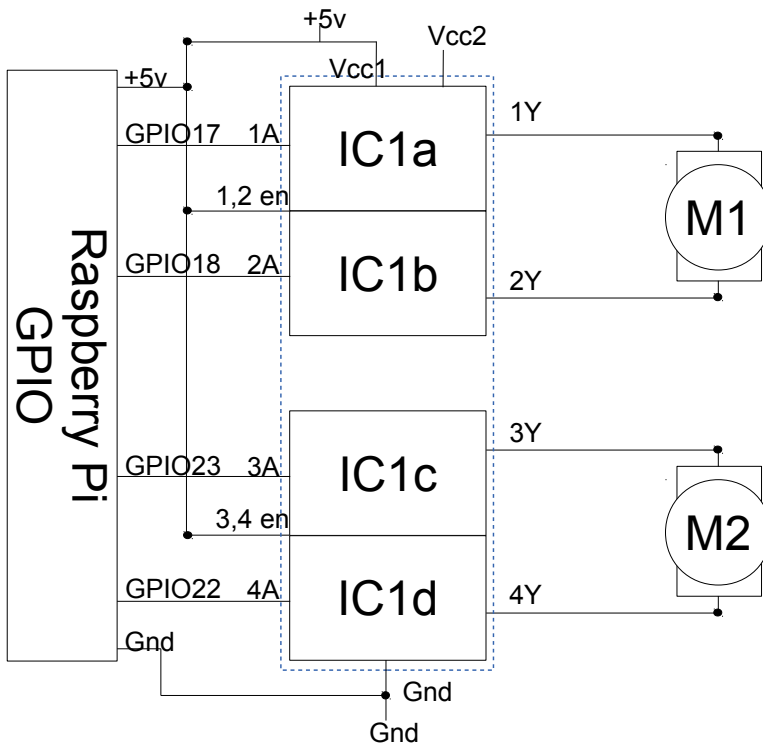 +5v
Vcc2
+5v
Vcc1
GPIO17
1A
IC1a
1Y
M1
1,2 en
Raspberry Pi
GPIO
GPIO18
2A
IC1b
2Y
GPIO23
3A
IC1c
3Y
M2
3,4 en
GPIO22
4A
IC1d
4Y
Gnd
Gnd
Gnd